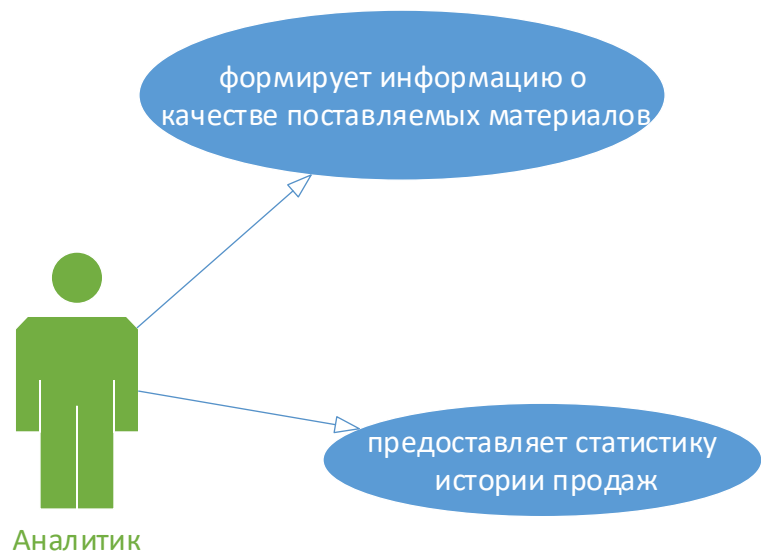 формирует информацию о
качестве поставляемых материалов
предоставляет статистику
истории продаж
Аналитик